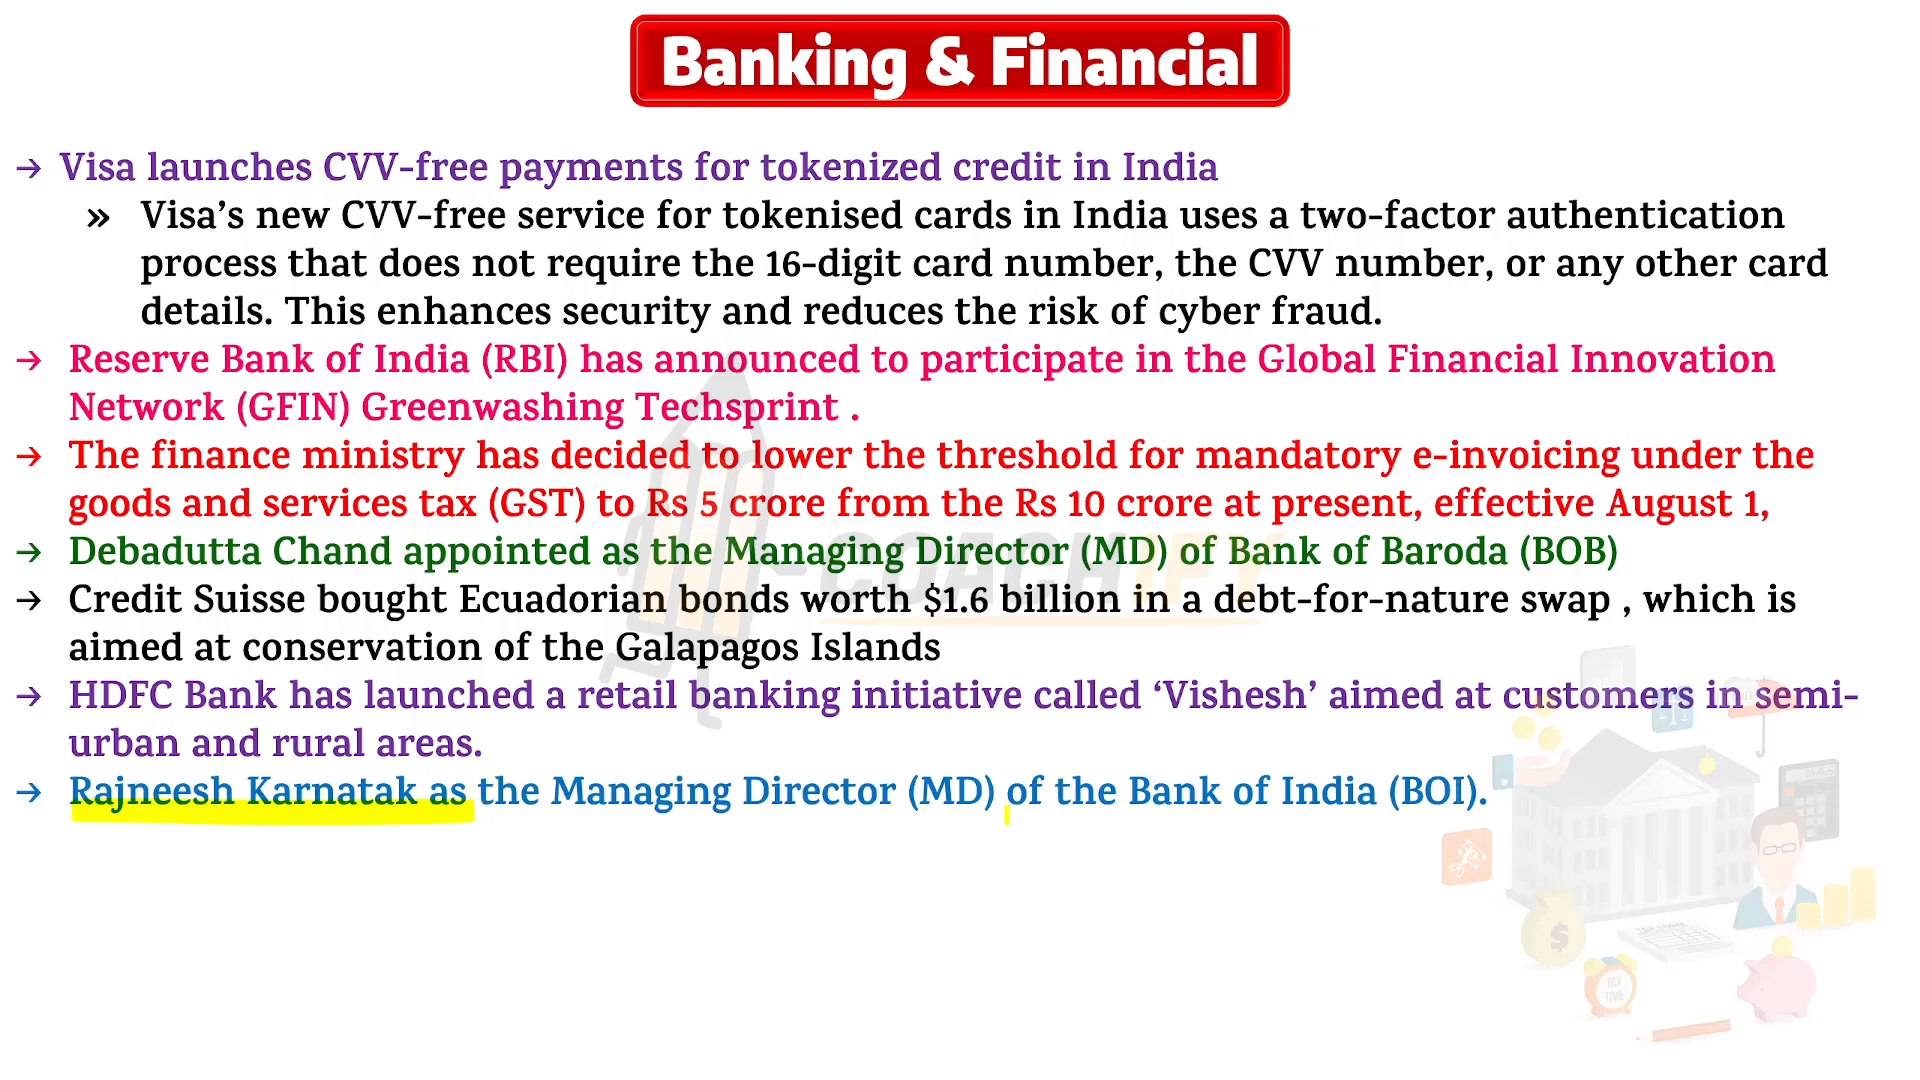 Banking & Financial
→ Visa launches CVV-free payments for tokenized credit in India
» Visa’s new CVV-free service for tokenised cards in India uses a two-factor authentication
process that does not require the 16-digit card number, the CVV number, or any other card
details. This enhances security and reduces the risk of cyber fraud.
→ Reserve Bank of India (RBI) has announced to participate in the Global Financial Innovation
Network (GFIN) Greenwashing Techsprint .
→ The finance ministry has decided to lower the threshold for mandatory e-invoicing under the
goods and services tax (GST) to Rs 5 crore from the Rs 10 crore at present, effective August 1,
→ Debadutta Chand appointed as the Managing Director (MD) of Bank of Baroda (BOB)
COACHIFY
→ Credit Suisse bought Ecuadorian bonds worth $1.6 billion in a debt-for-nature swap , which is
aimed at conservation of the Galapagos Islands
→ HDFC Bank has launched a retail banking initiative called ‘Vishesh’ aimed at customers in semi-
urban and rural areas.
→ Rajneesh Karnatak as the Managing Director (MD) of the Bank of India (BOI).
TAXES
$
TAX
TIME